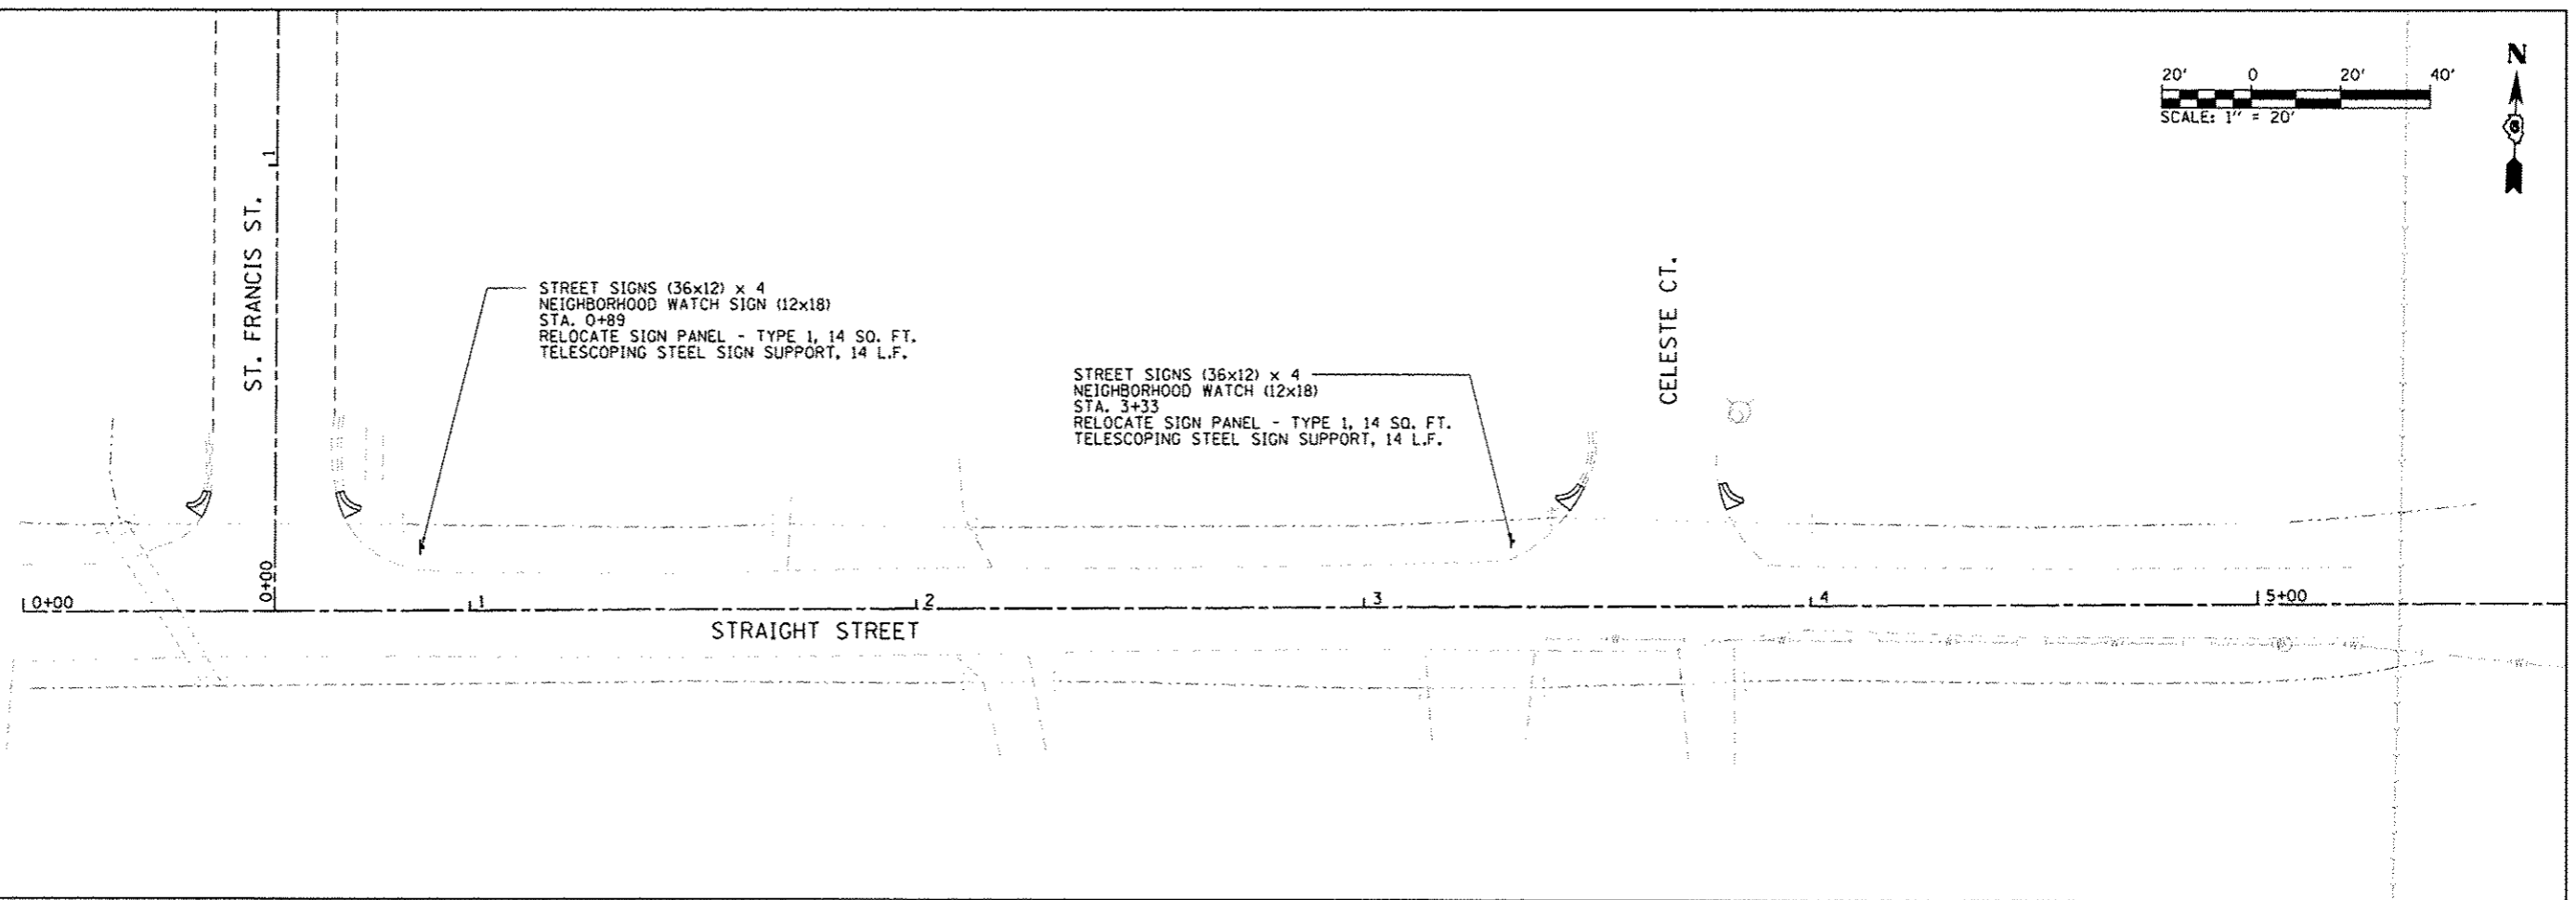 N
20' 0 20' 40'
SCALE: 1" = 20'
ST. FRANCIS ST.
1
0+00
STREET SIGNS (36x12) x 4
NEIGHBORHOOD WATCH SIGN (12x18)
STA. 0+89
RELOCATE SIGN PANEL - TYPE 1, 14 SQ. FT.
TELESCOPING STEEL SIGN SUPPORT, 14 L.F.
STREET SIGNS (36x12) x 4
NEIGHBORHOOD WATCH (12x18)
STA. 3+33
RELOCATE SIGN PANEL - TYPE 1, 14 SQ. FT.
TELESCOPING STEEL SIGN SUPPORT, 14 L.F.
CELESTE CT.
0+00 1 2 3 4 5+00
STRAIGHT STREET